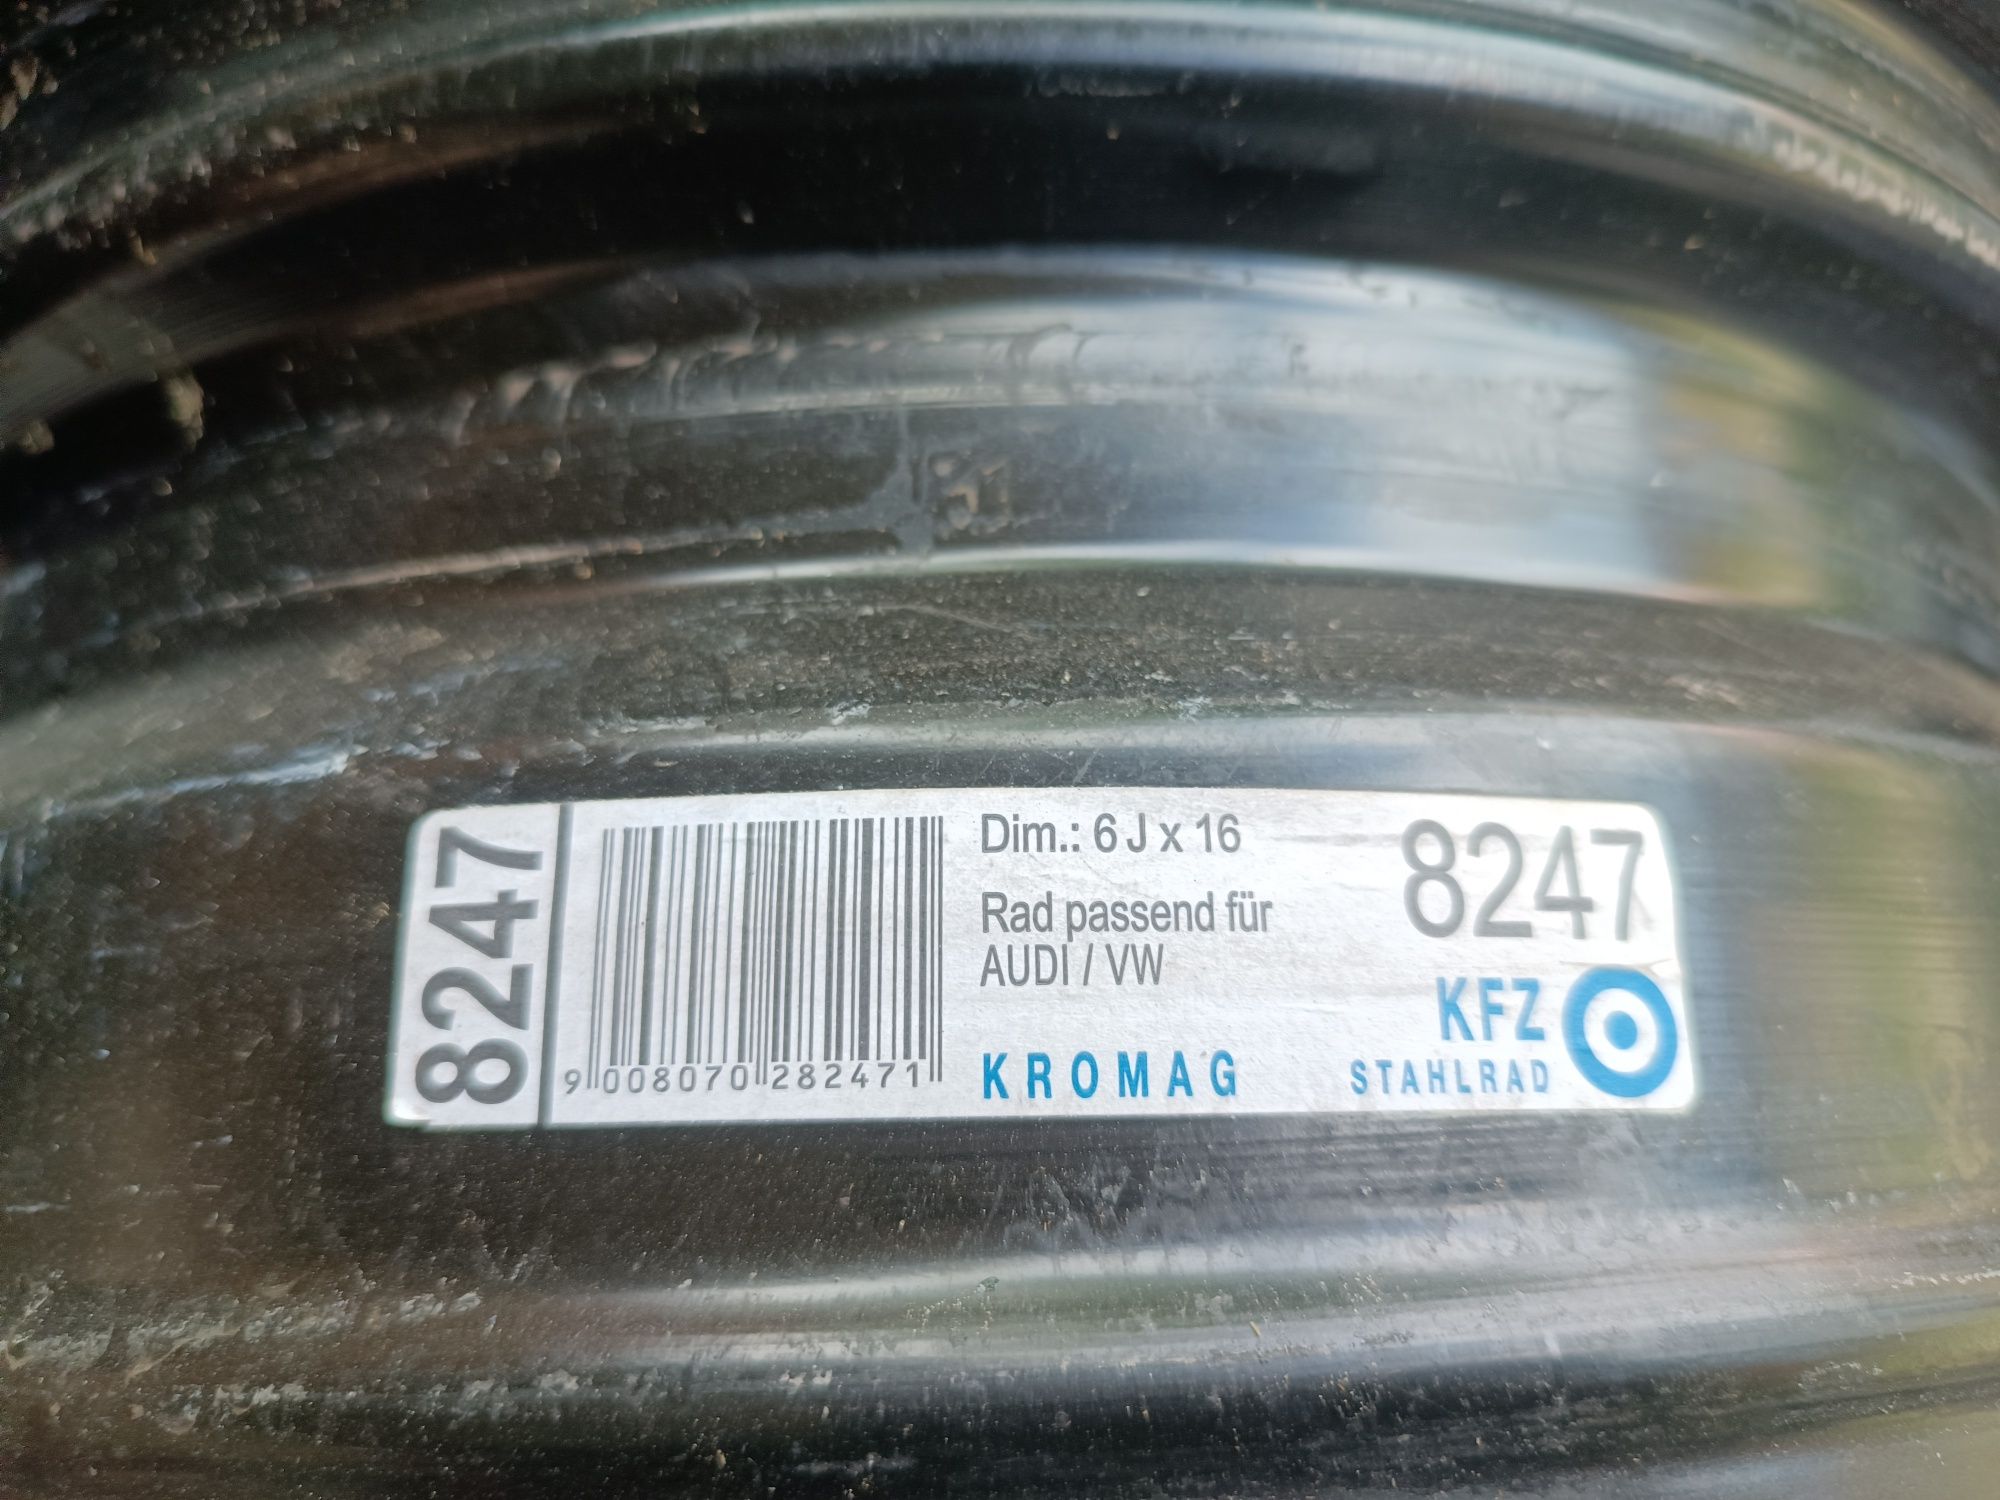 8247
9 008070 282471
Dim.: 6 J x 16
Rad passend für
AUDI / VW
KROMAG
8247
KFZ
STAHLRAD